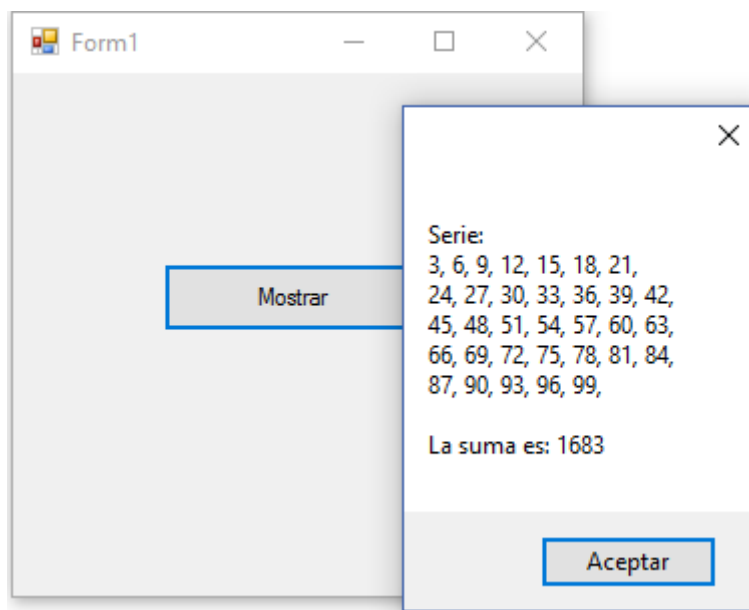 Form1
Mostrar
Serie:
3, 6, 9, 12, 15, 18, 21,
24, 27, 30, 33, 36, 39, 42,
45, 48, 51, 54, 57, 60, 63,
66, 69, 72, 75, 78, 81, 84,
87, 90, 93, 96, 99,
La suma es: 1683
Aceptar